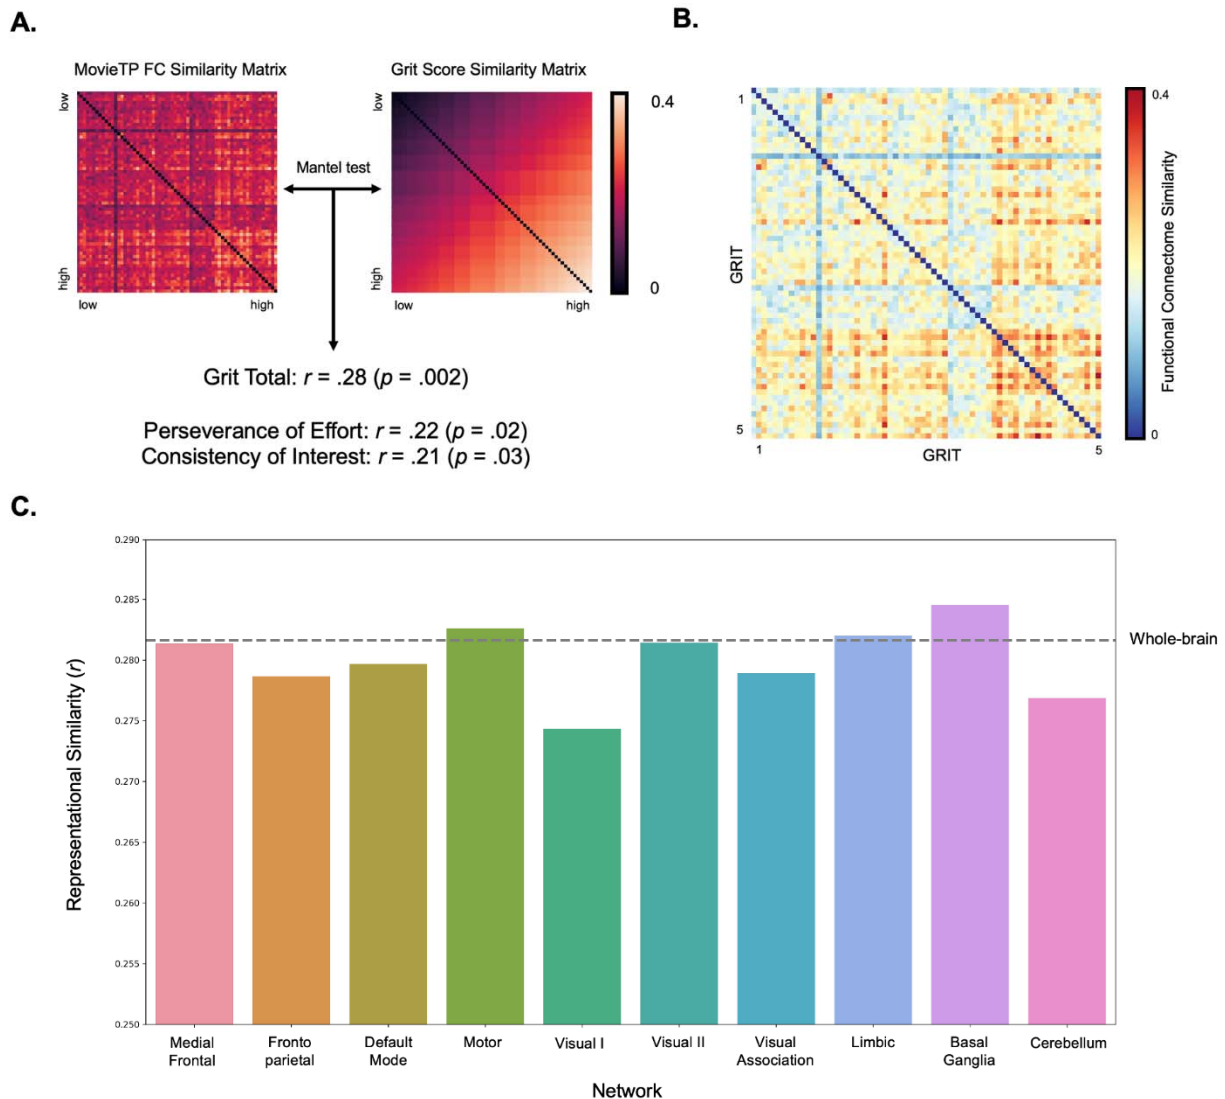 A.
MovieTP FC Similarity Matrix
low
high
low
high
Mantel test
Grit Score Similarity Matrix
low
high
low
high
0.4
0
Grit Total: r = .28 (p = .002)
Perseverance of Effort: r = .22 (p = .02)
Consistency of Interest: r = .21 (p = .03)
B.
1
GRIT
5
1
GRIT
5
0.4
0
Functional Connectome Similarity
C.
Representational Similarity (r)
0.290
0.285
0.280
0.275
0.270
0.265
0.260
0.255
0.250
Whole-brain
Medial
Frontal
Fronto
parietal
Default
Mode
Motor
Visual I
Visual II
Visual
Association
Limbic
Basal
Ganglia
Cerebellum
Network